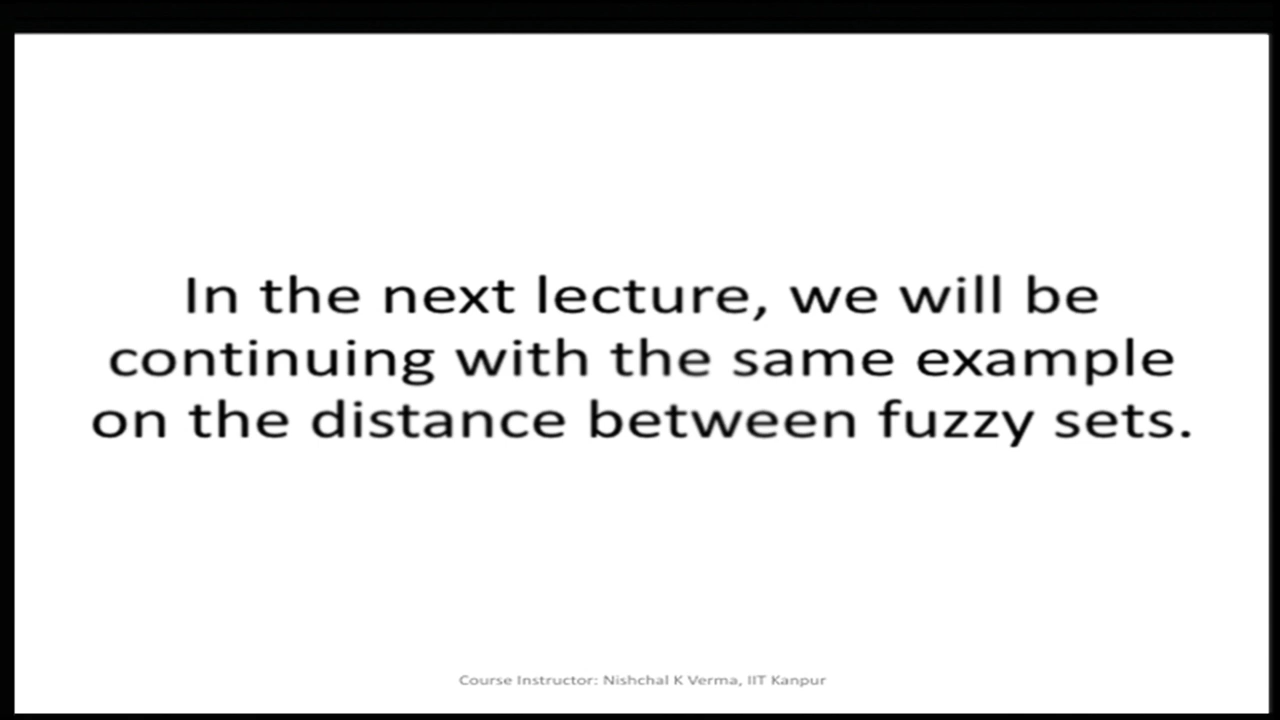 In the next lecture, we will be
continuing with the same example
on the distance between fuzzy sets.
Course Instructor: Nishchal K Verma, IIT Kanpur